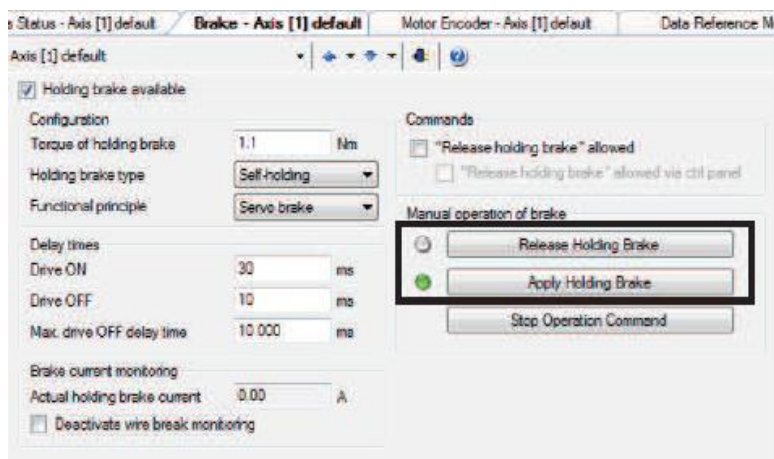 s Status - Axis [1] default
Brake - Axis [1] default
Motor Encoder - Axis [1] default
Data Reference M
Axis [1] default
Holding brake available
Configuration
Torque of holding brake 1.1 Nm
Holding brake type Self-holding
Functional principle Servo brake
Delay times
Drive ON 30 ms
Drive OFF 10 ms
Max. drive OFF delay time 10 000 ms
Brake current monitoring
Actual holding brake current 0.00 A
Deactivate wire break monitoring
Commands
"Release holding brake" allowed
"Release holding brake" allowed via ctrl panel
Manual operation of brake
Release Holding Brake
Apply Holding Brake
Stop Operation Command